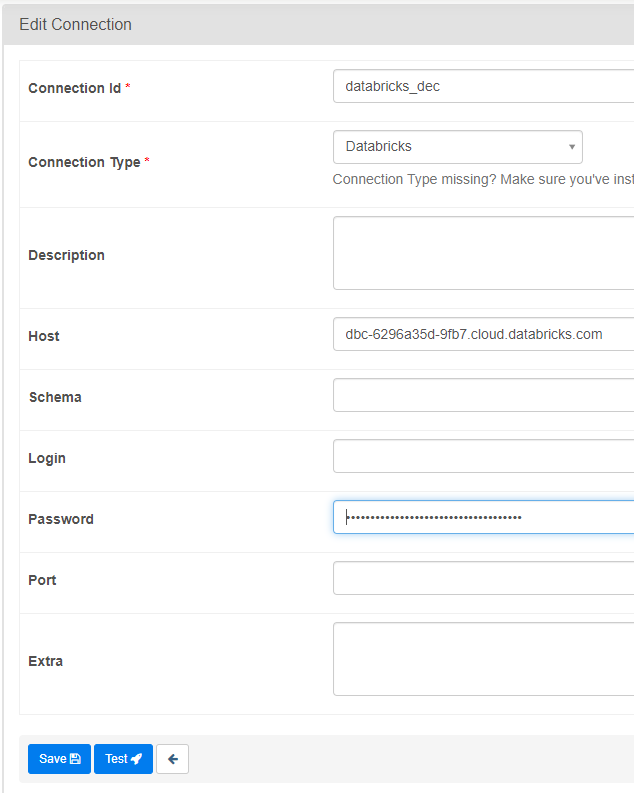 Edit Connection
Connection Id *
databricks_dec
Connection Type *
Databricks
Connection Type missing? Make sure you've inst
Description
Host
dbc-6296a35d-9fb7.cloud.databricks.com
Schema
Login
Password
••••••••••••••••••••••••••••••••••••
Port
Extra
Save
Test